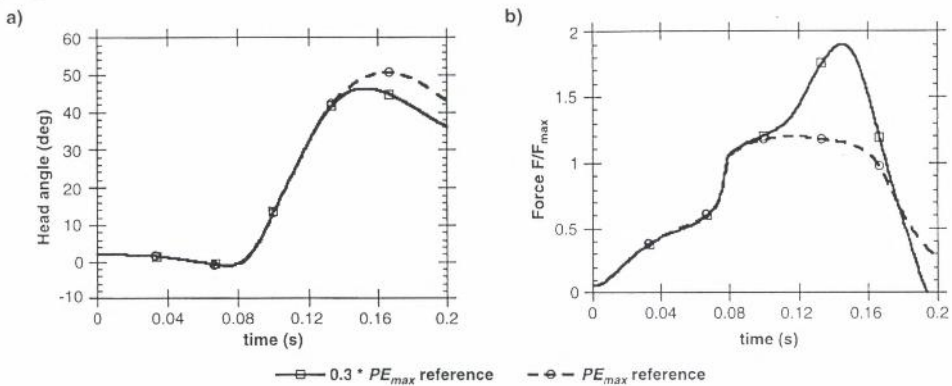 a)
60
50
40
30
20
10
0
-10
Head angle (deg)
0 0.04 0.08 0.12 0.16 0.2
time (s)
b)
2
1.5
1
0.5
0
Force F/Fmax
0 0.04 0.08 0.12 0.16 0.2
time (s)
0.3 * PEmax reference PEmax reference